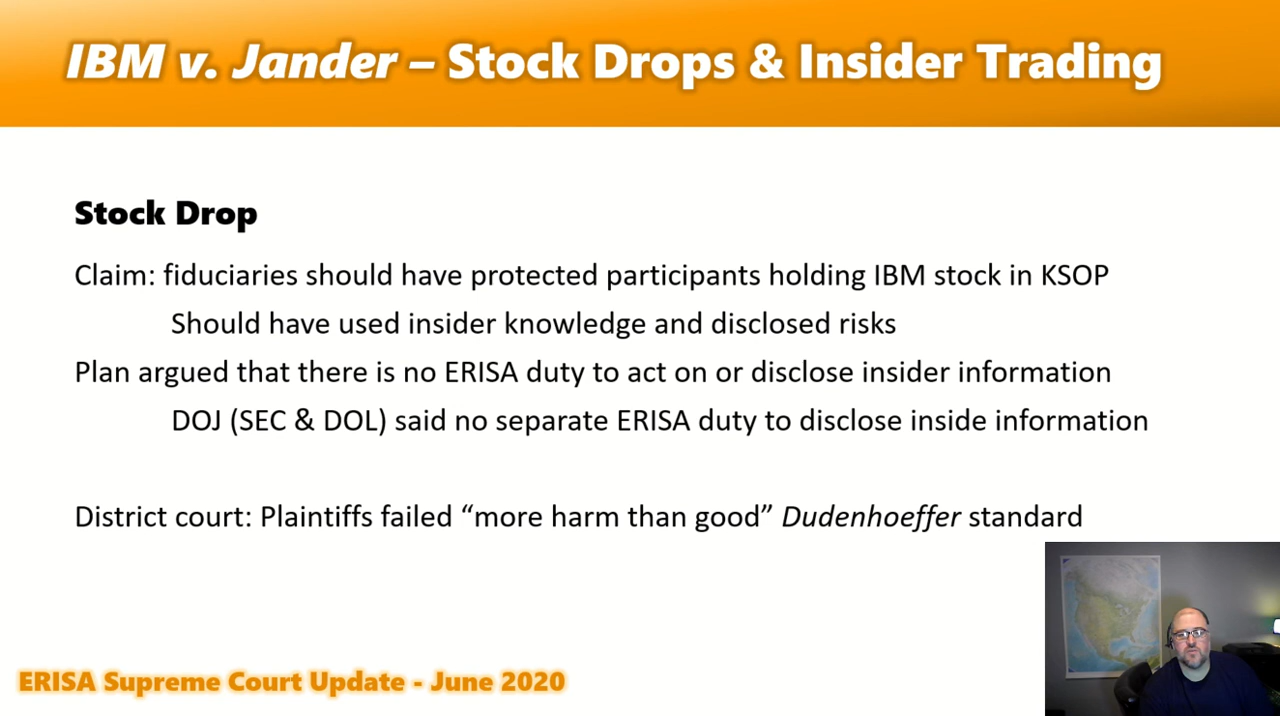 IBM v. Jander – Stock Drops & Insider Trading
Stock Drop
Claim: fiduciaries should have protected participants holding IBM stock in KSOP
Should have used insider knowledge and disclosed risks
Plan argued that there is no ERISA duty to act on or disclose insider information
DOJ (SEC & DOL) said no separate ERISA duty to disclose inside information
District court: Plaintiffs failed “more harm than good” Dudenhoeffer standard
ERISA Supreme Court Update - June 2020